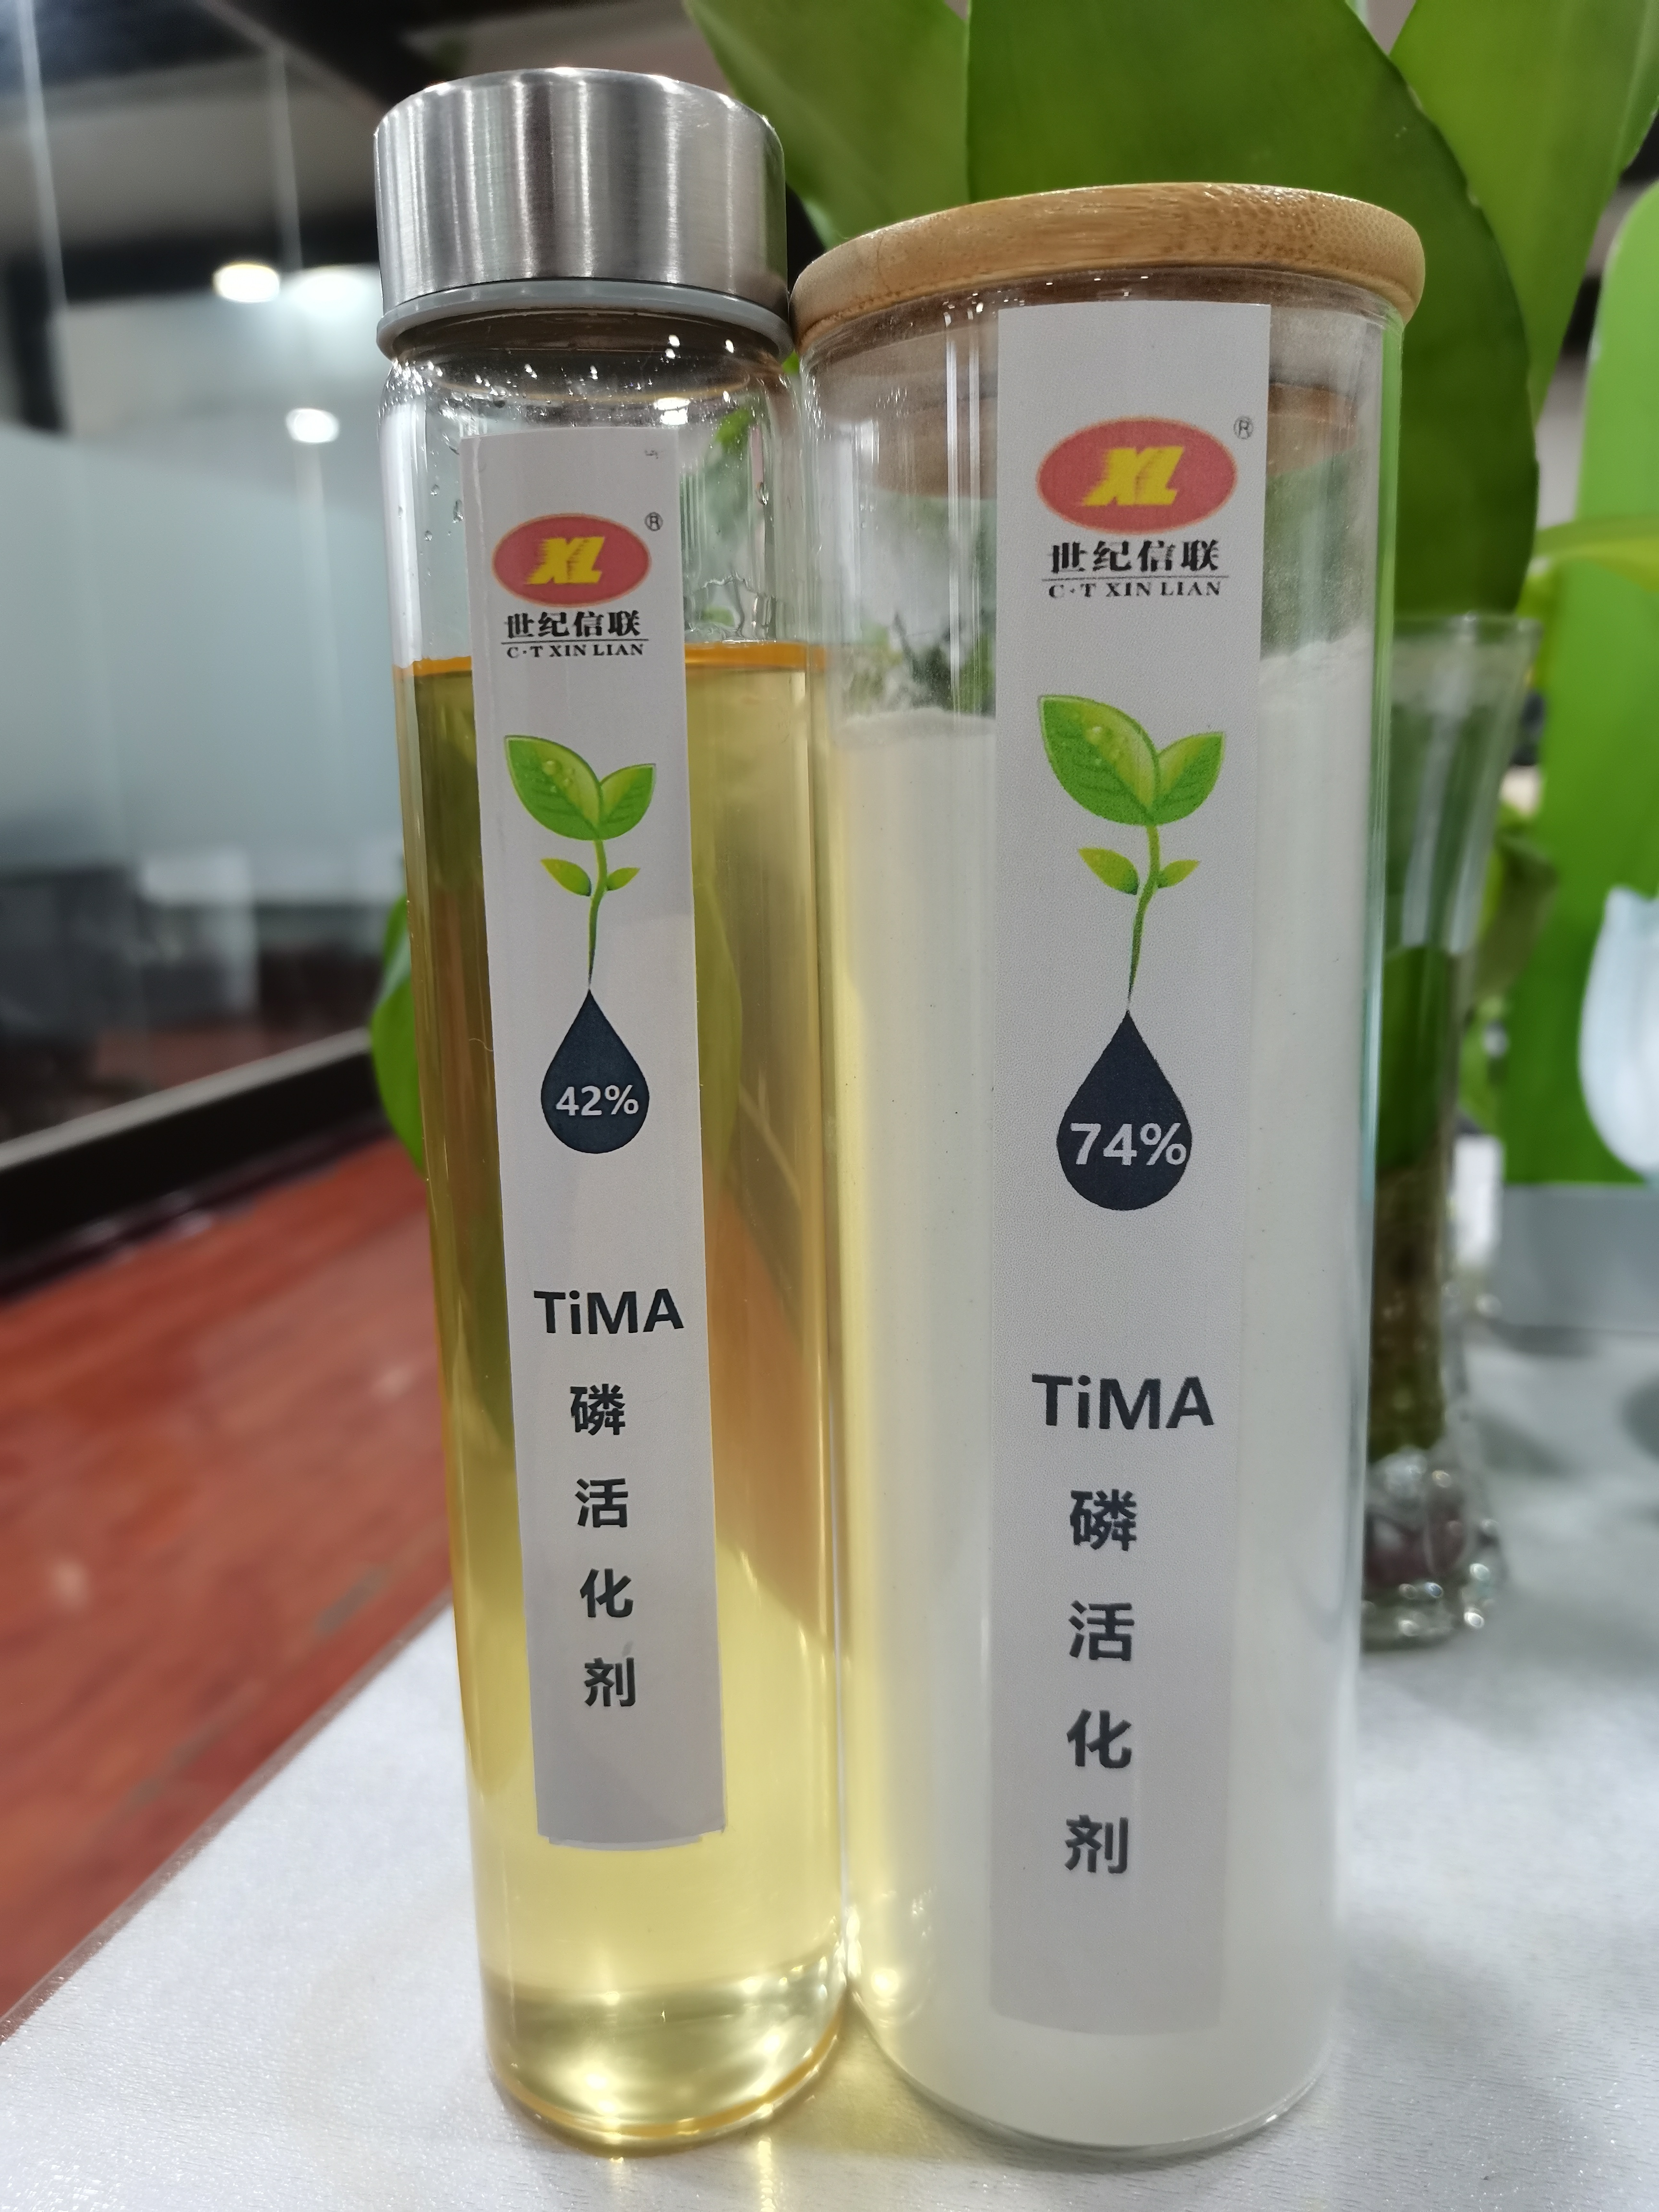 XL
®
世纪信联
C·T XIN LIAN
42%
TiMA
磷
活
化
剂
XL
®
世纪信联
C·T XIN LIAN
74%
TiMA
磷
活
化
剂